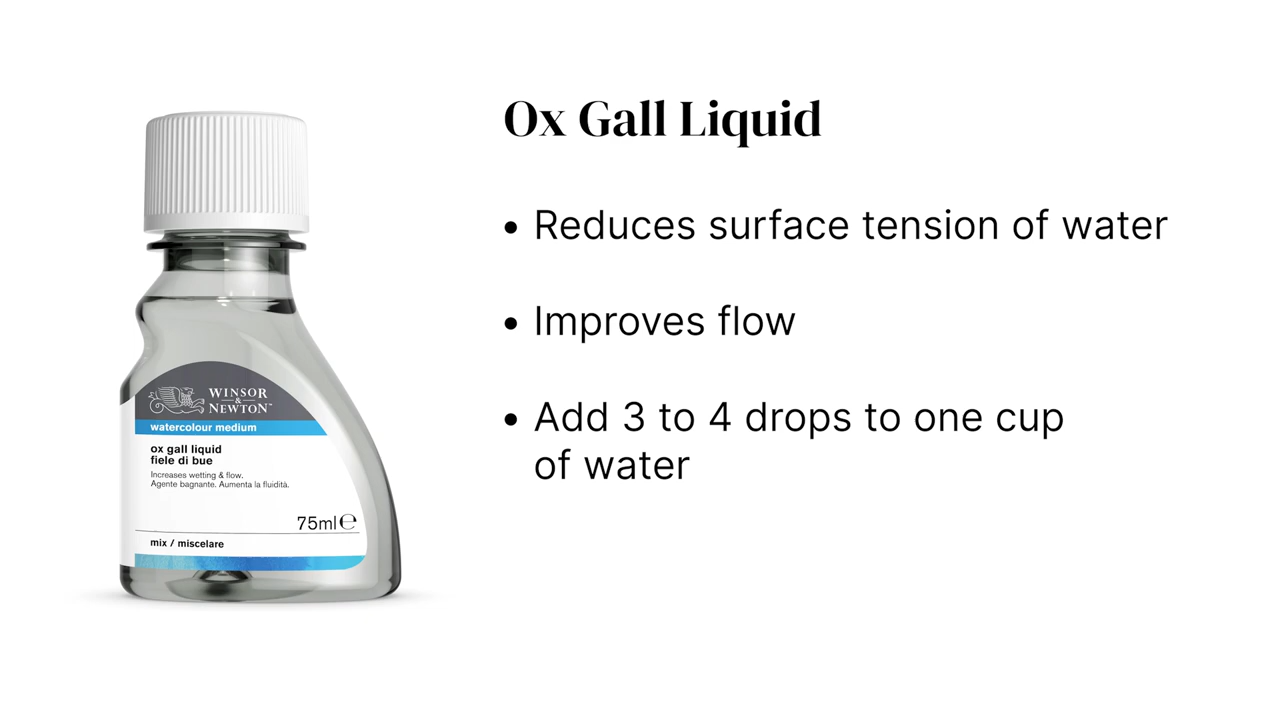 WINSOR
&
NEWTON™
watercolour medium
ox gall liquid
fiele di bue
Increases wetting & flow.
Agente bagnante. Aumenta la fluidità.
75ml℮
mix / miscelare
Ox Gall Liquid
• Reduces surface tension of water
• Improves flow
• Add 3 to 4 drops to one cup
of water